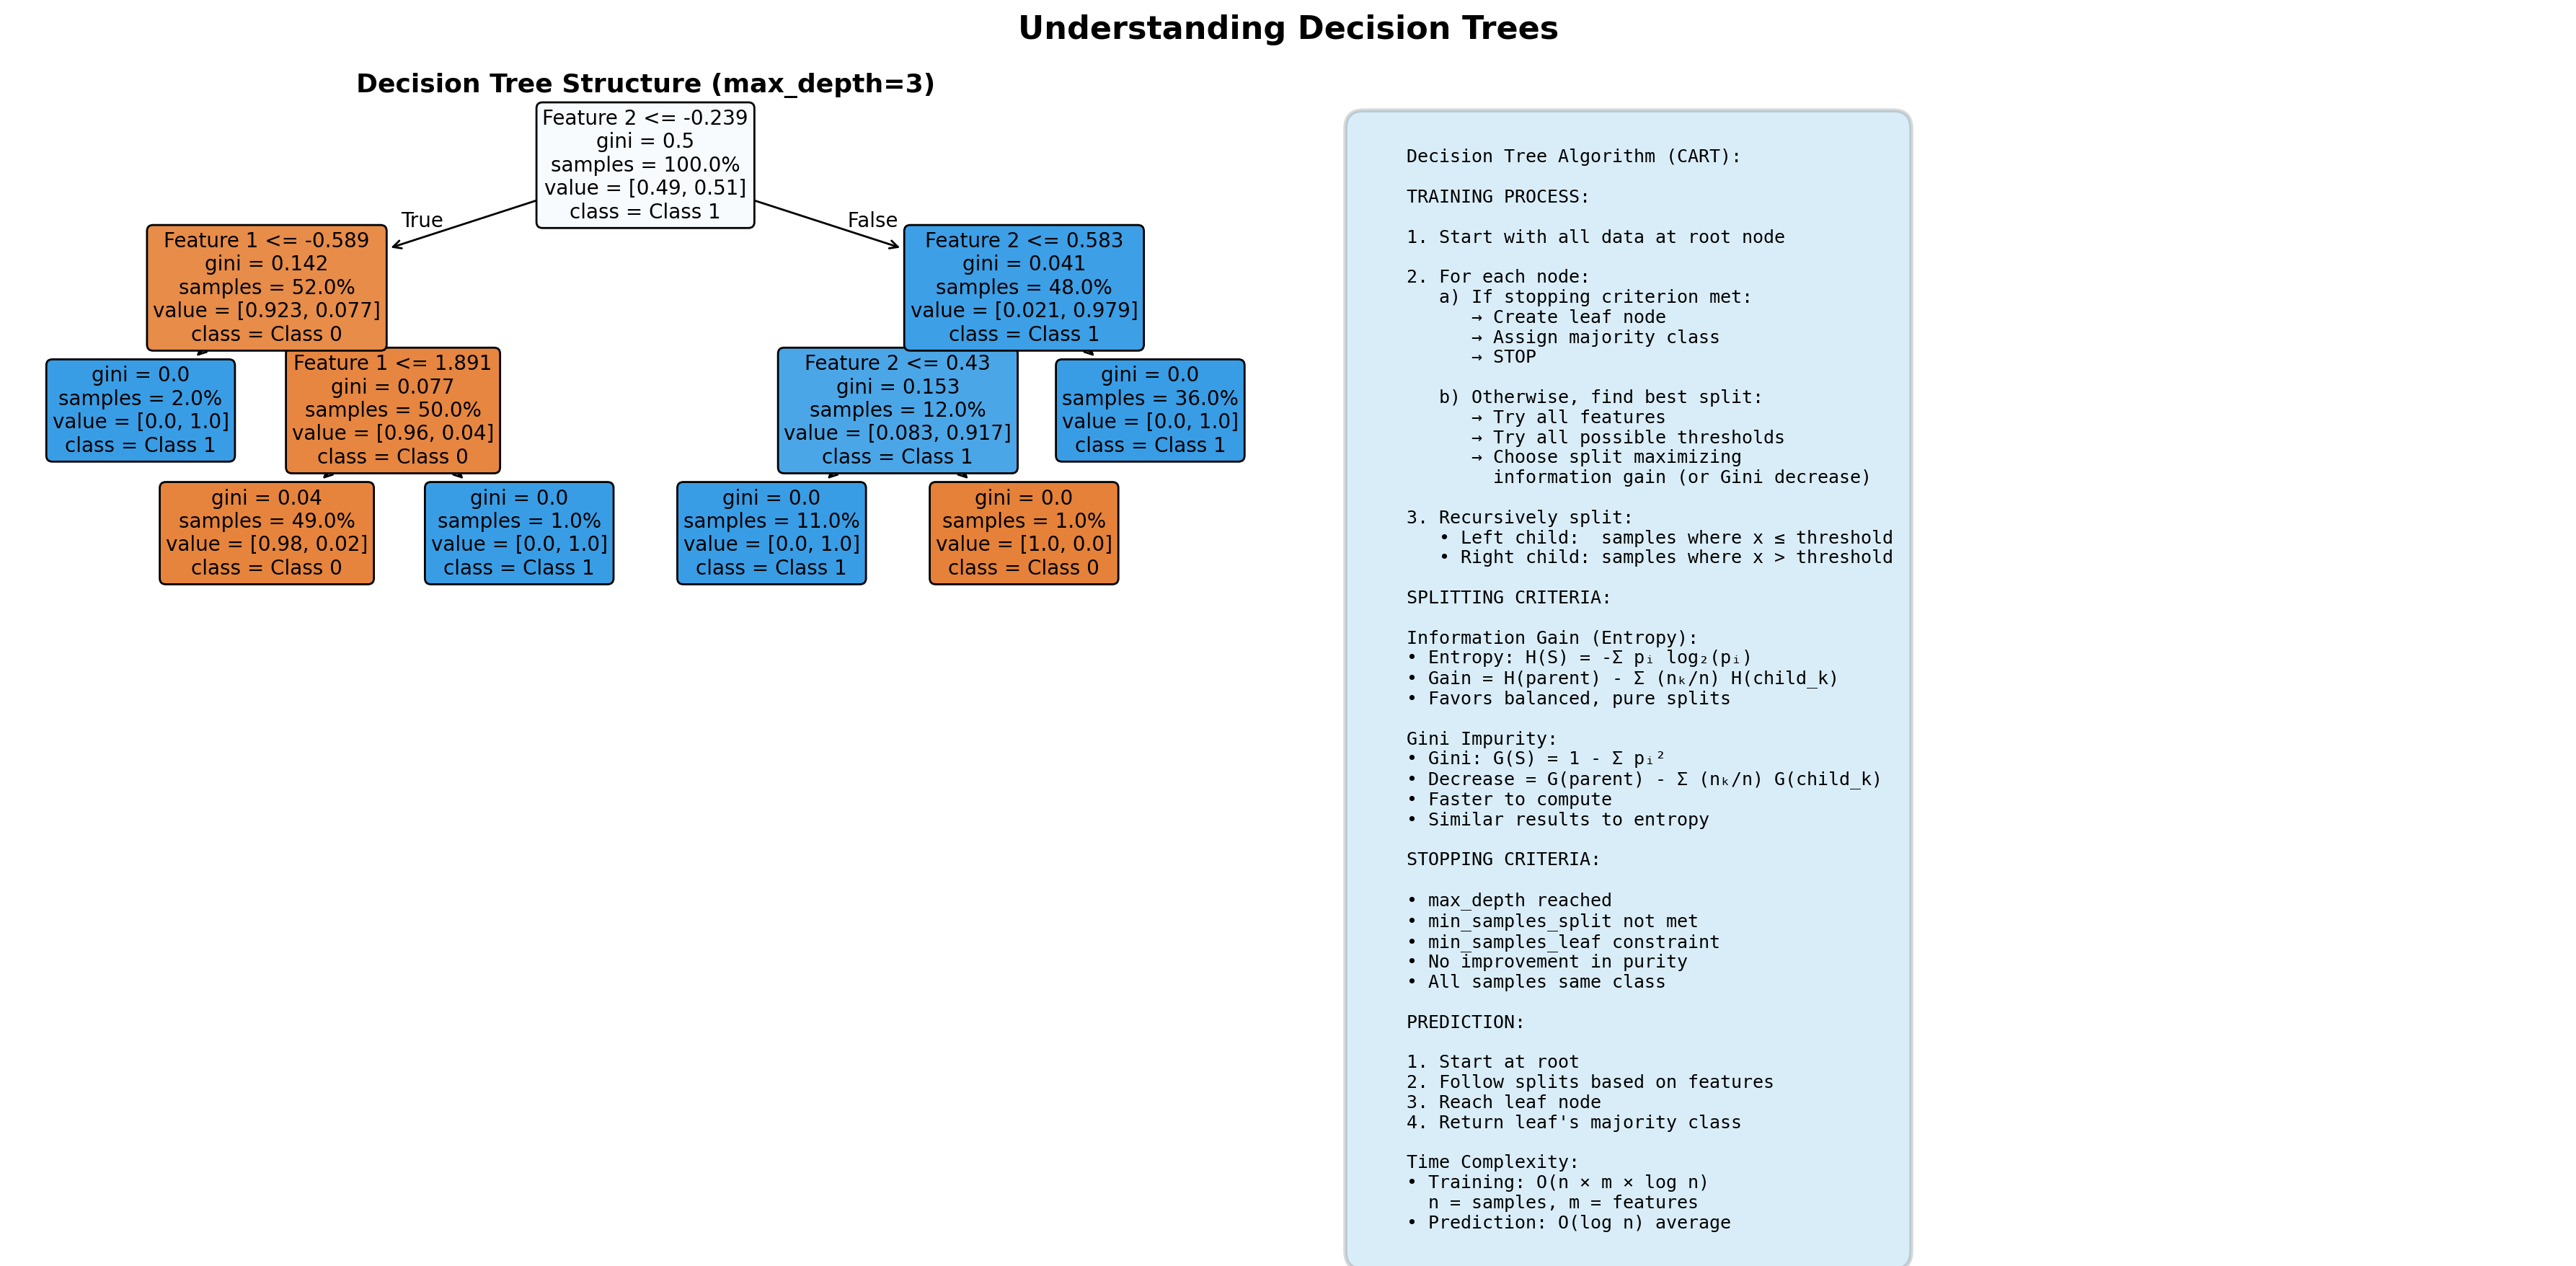 Understanding Decision Trees
Decision Tree Structure (max_depth=3)
Feature 2 <= -0.239
gini = 0.5
samples = 100.0%
value = [0.49, 0.51]
class = Class 1
True
False
Feature 1 <= -0.589
gini = 0.142
samples = 52.0%
value = [0.923, 0.077]
class = Class 0
Feature 2 <= 0.583
gini = 0.041
samples = 48.0%
value = [0.021, 0.979]
class = Class 1
gini = 0.0
samples = 2.0%
value = [0.0, 1.0]
class = Class 1
Feature 1 <= 1.891
gini = 0.077
samples = 50.0%
value = [0.96, 0.04]
class = Class 0
Feature 2 <= 0.43
gini = 0.153
samples = 12.0%
value = [0.083, 0.917]
class = Class 1
gini = 0.0
samples = 36.0%
value = [0.0, 1.0]
class = Class 1
gini = 0.04
samples = 49.0%
value = [0.98, 0.02]
class = Class 0
gini = 0.0
samples = 1.0%
value = [0.0, 1.0]
class = Class 1
gini = 0.0
samples = 11.0%
value = [0.0, 1.0]
class = Class 1
gini = 0.0
samples = 1.0%
value = [1.0, 0.0]
class = Class 0
Decision Tree Algorithm (CART):
TRAINING PROCESS:
1. Start with all data at root node
2. For each node:
a) If stopping criterion met:
→ Create leaf node
→ Assign majority class
→ STOP
b) Otherwise, find best split:
→ Try all features
→ Try all possible thresholds
→ Choose split maximizing
information gain (or Gini decrease)
3. Recursively split:
• Left child:  samples where x ≤ threshold
• Right child: samples where x > threshold
SPLITTING CRITERIA:
Information Gain (Entropy):
• Entropy: H(S) = -Σ pᵢ log₂(pᵢ)
• Gain = H(parent) - Σ (nₖ/n) H(child_k)
• Favors balanced, pure splits
Gini Impurity:
• Gini: G(S) = 1 - Σ pᵢ²
• Decrease = G(parent) - Σ (nₖ/n) G(child_k)
• Faster to compute
• Similar results to entropy
STOPPING CRITERIA:
• max_depth reached
• min_samples_split not met
• min_samples_leaf constraint
• No improvement in purity
• All samples same class
PREDICTION:
1. Start at root
2. Follow splits based on features
3. Reach leaf node
4. Return leaf's majority class
Time Complexity:
• Training: O(n × m × log n)
n = samples, m = features
• Prediction: O(log n) average